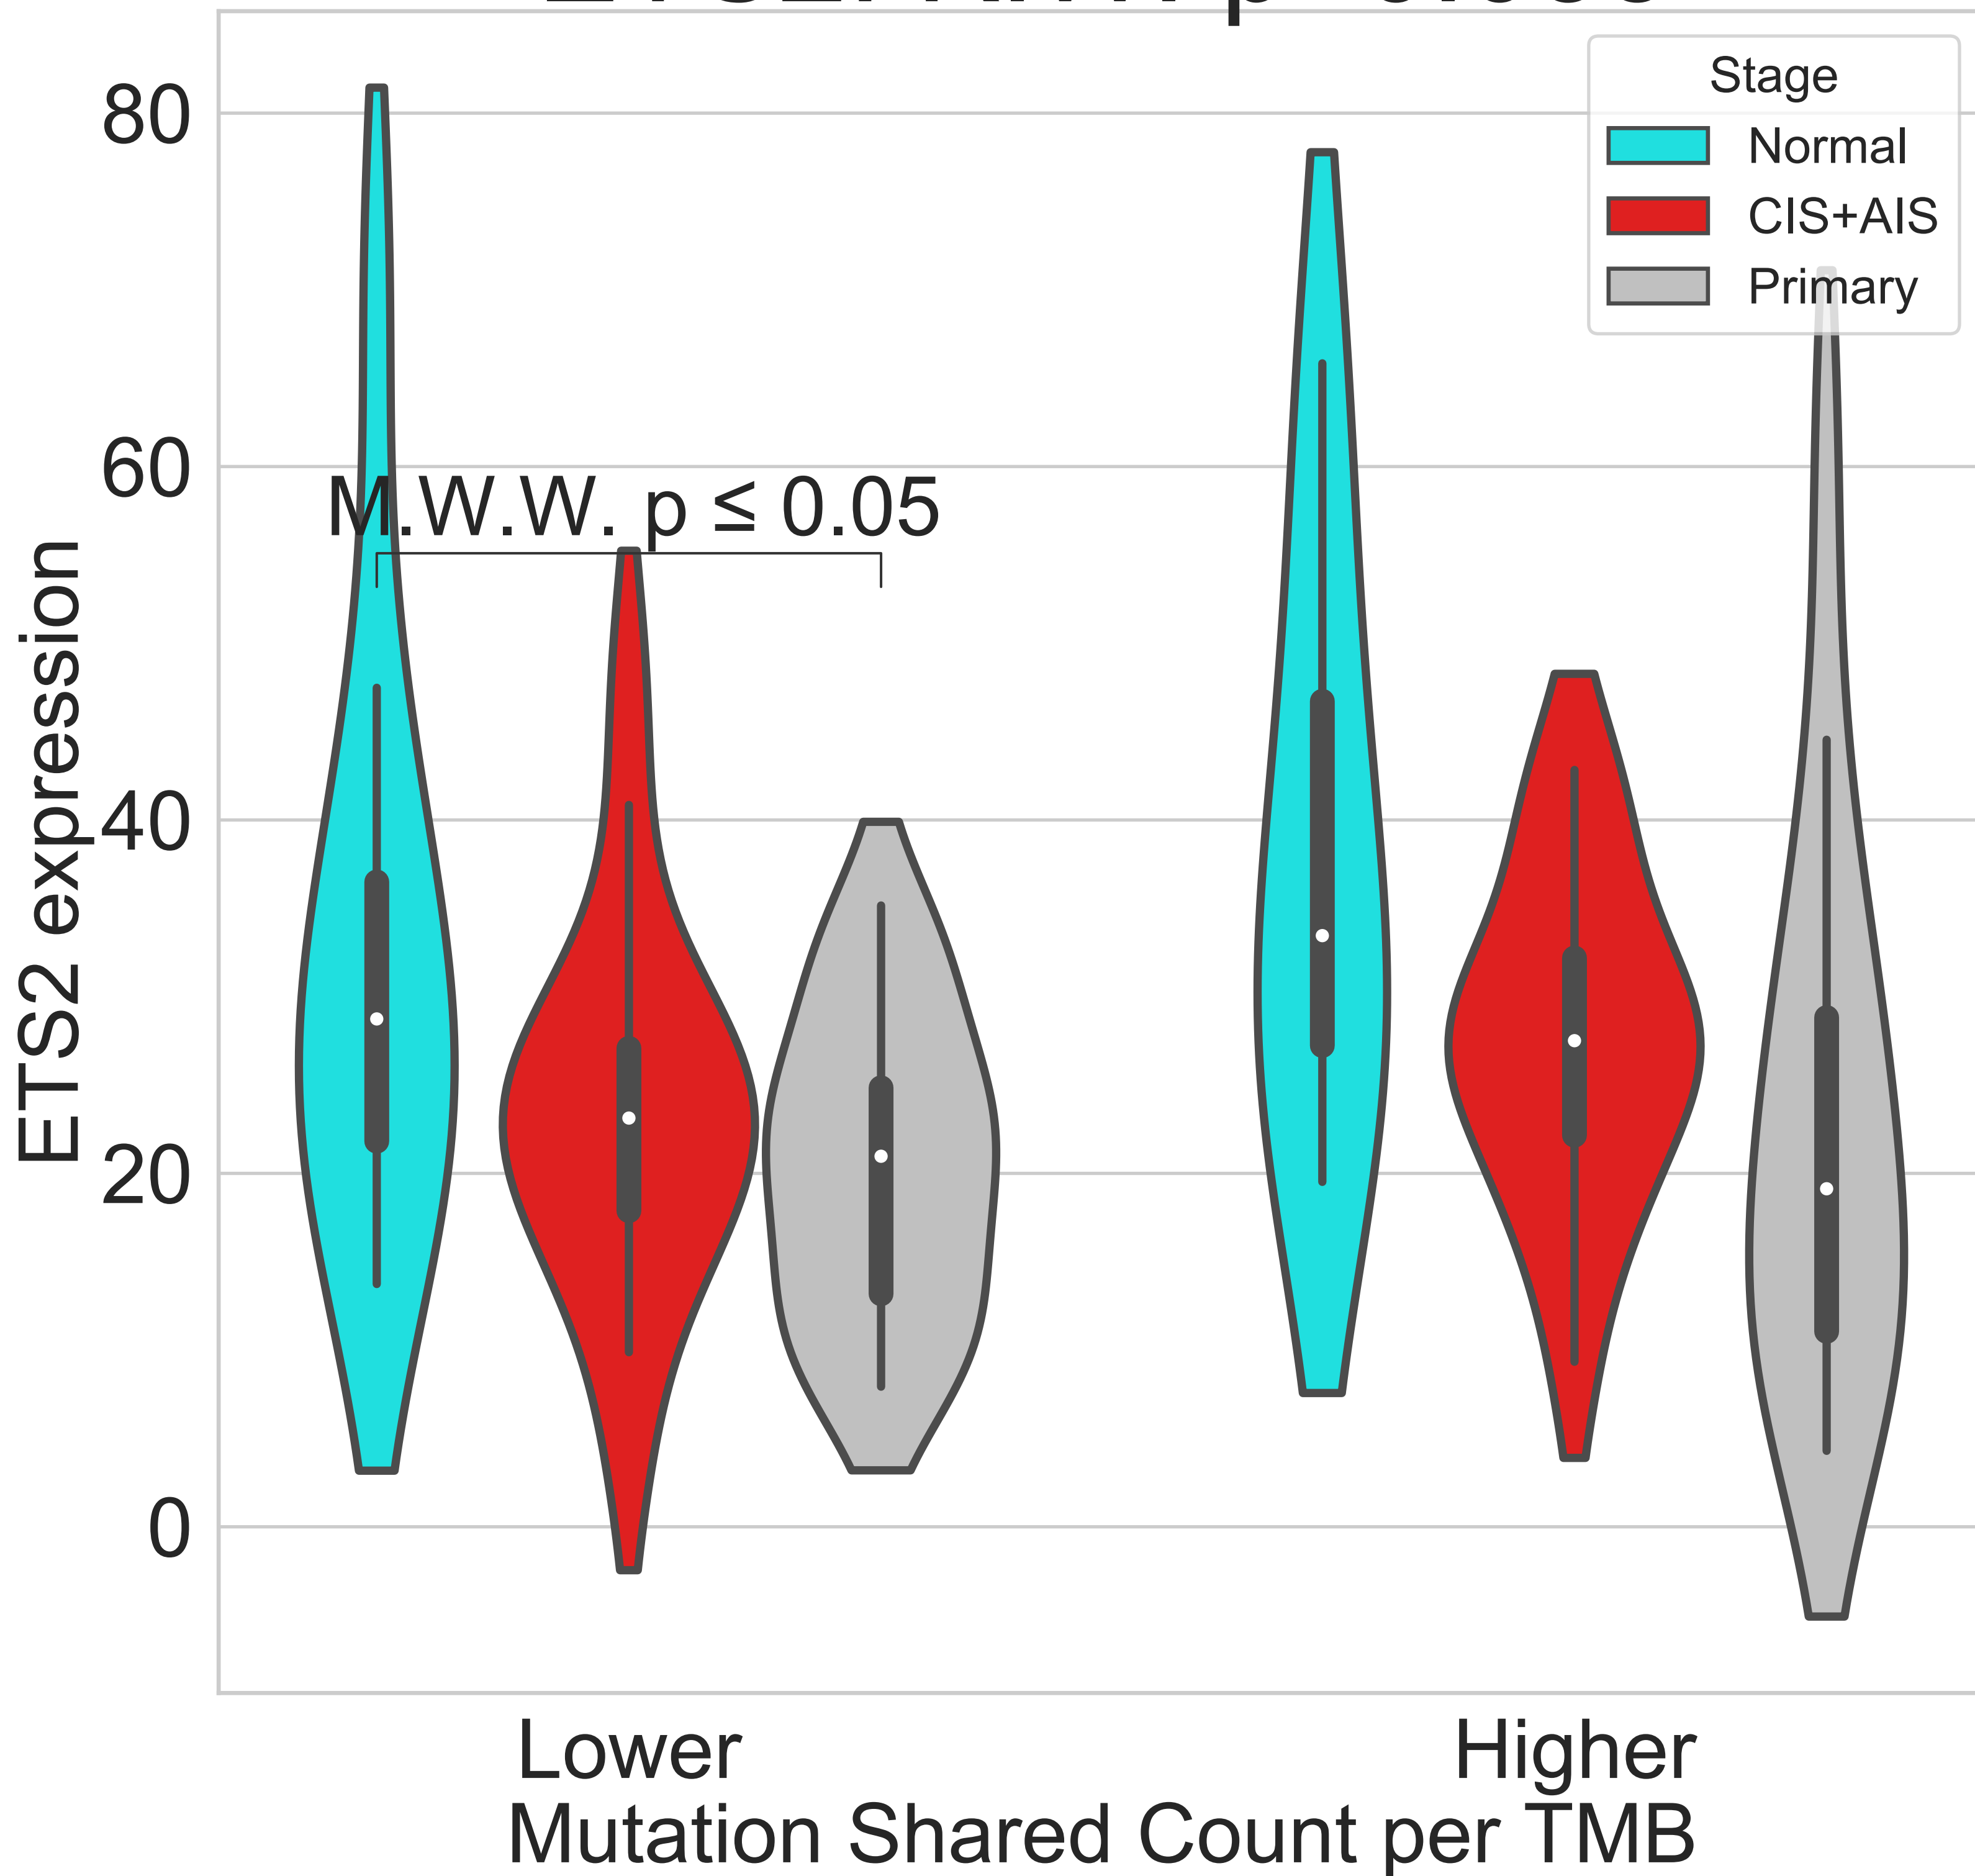 80
60
40
20
0
ETS2 expression
Stage
Normal
CIS+AIS
Primary
M.W.W. p ≤ 0.05
Lower
Higher
Mutation Shared Count per TMB